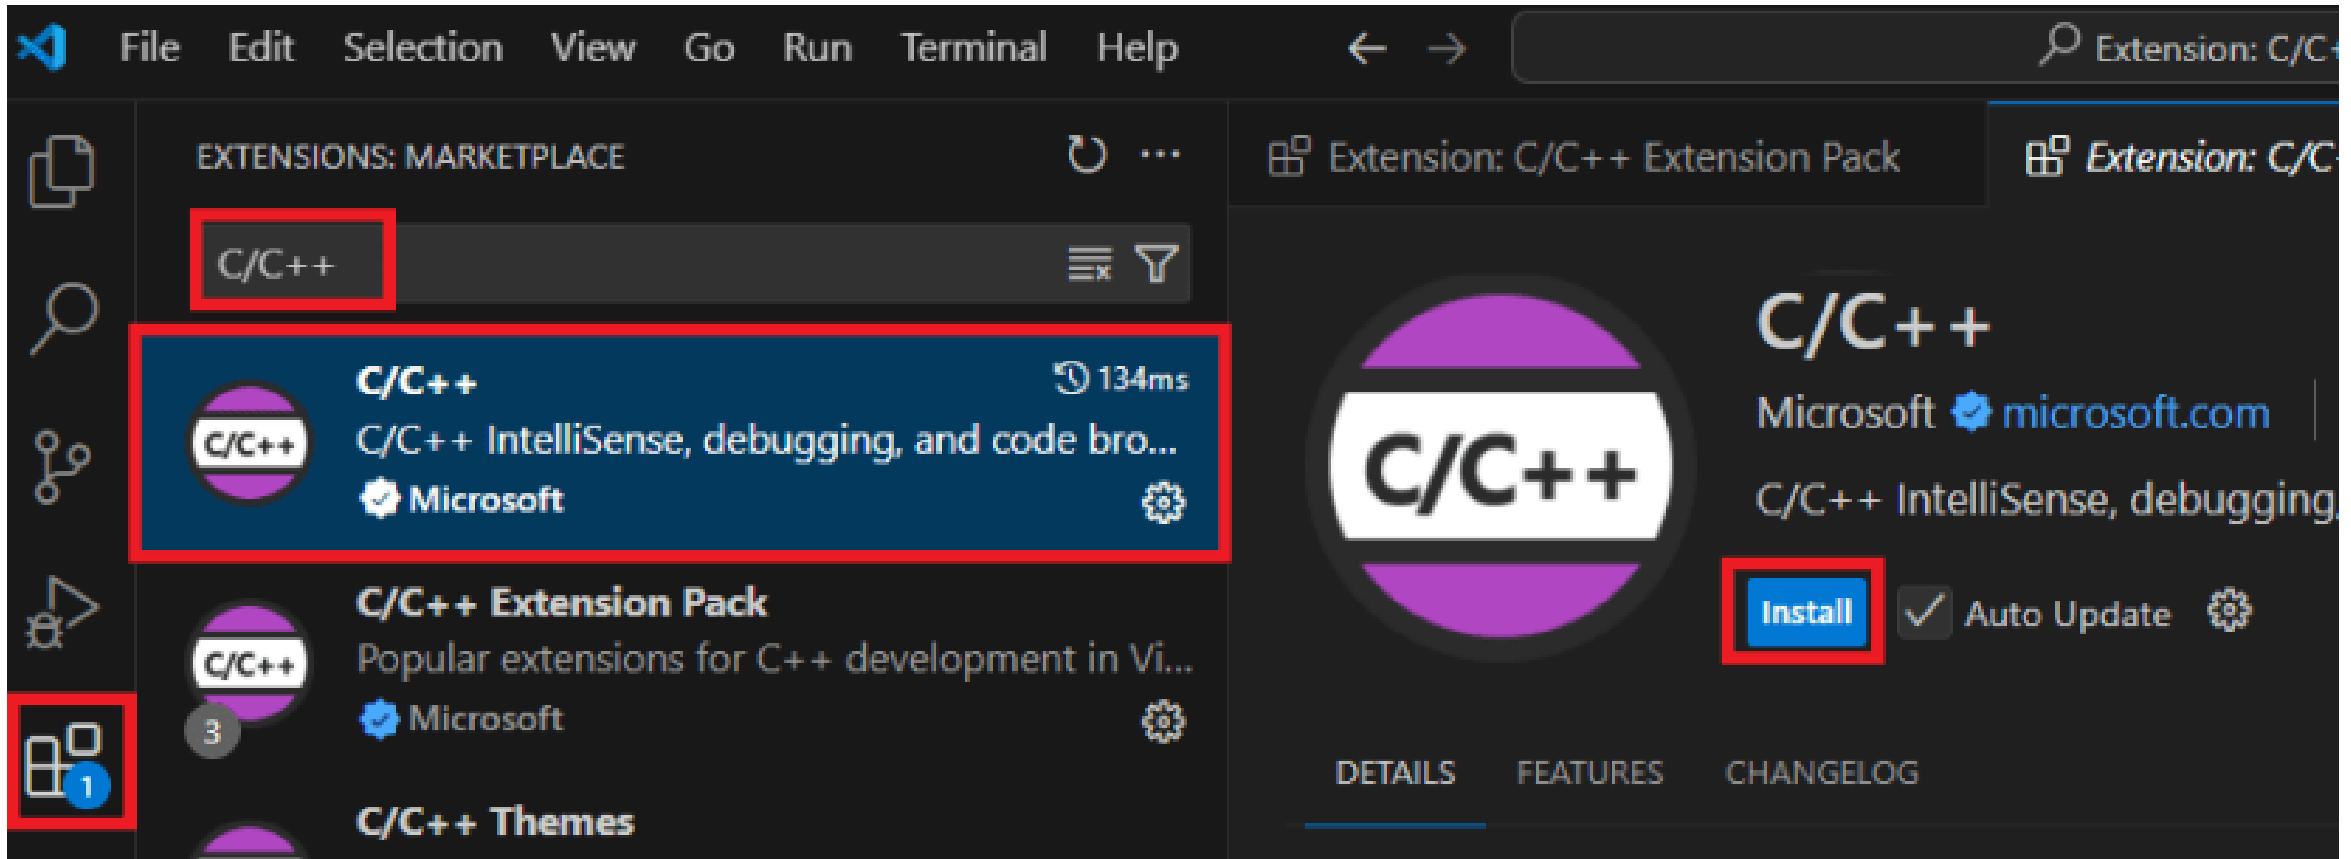 File Edit Selection View Go Run Terminal Help
Extension: C/C+
EXTENSIONS: MARKETPLACE
C/C++
C/C++
C/C++
134ms
C/C++ IntelliSense, debugging, and code bro...
Microsoft
C/C++
3
C/C++ Extension Pack
Popular extensions for C++ development in Vi...
Microsoft
C/C++ Themes
1
Extension: C/C++ Extension Pack
Extension: C/C+
C/C++
C/C++
Microsoft microsoft.com
C/C++ IntelliSense, debugging,
Install Auto Update
DETAILS FEATURES CHANGELOG